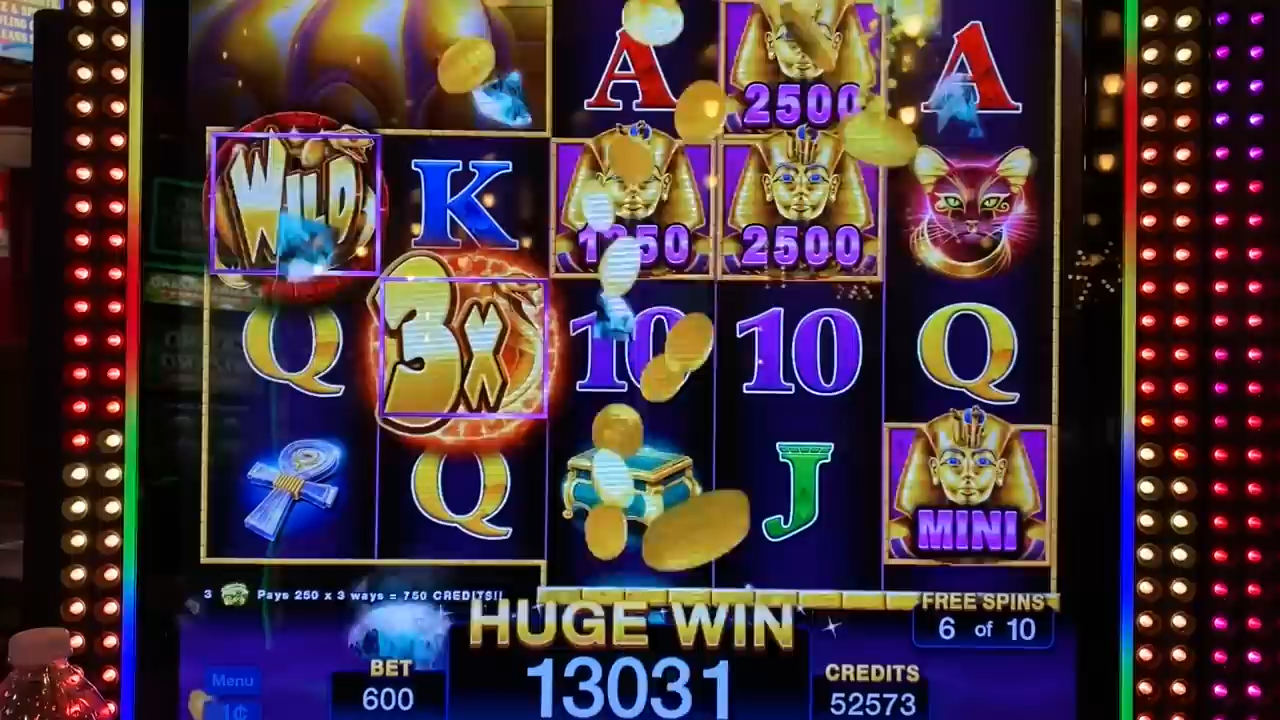 A
2500
A
WILD
K
1250
2500
Q
3X
10
10
Q
Q
J
MINI
3 Pays 250 x 3 ways = 750 CREDITS!!
HUGE WIN
FREE SPINS
6 of 10
Menu
BET
13031
CREDITS
1¢
600
52573